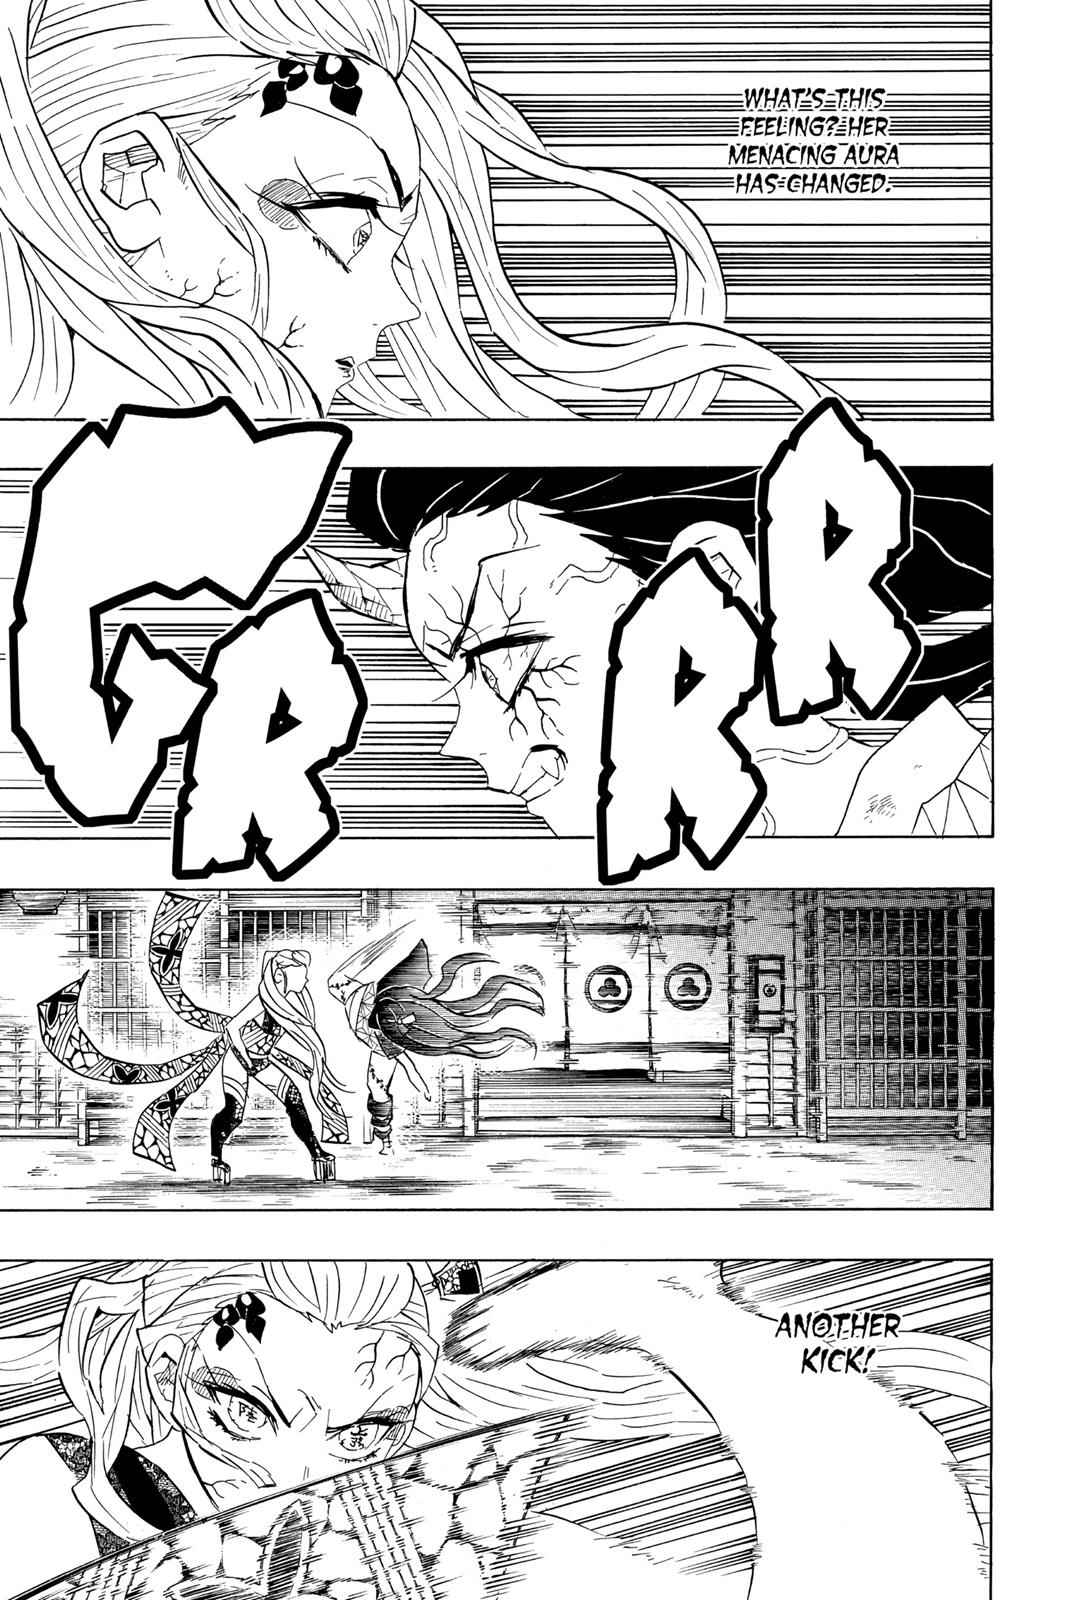 WHAT'S THIS
FEELING? HER
MENACING AURA
HAS CHANGED.
GRRR
ANOTHER
KICK!